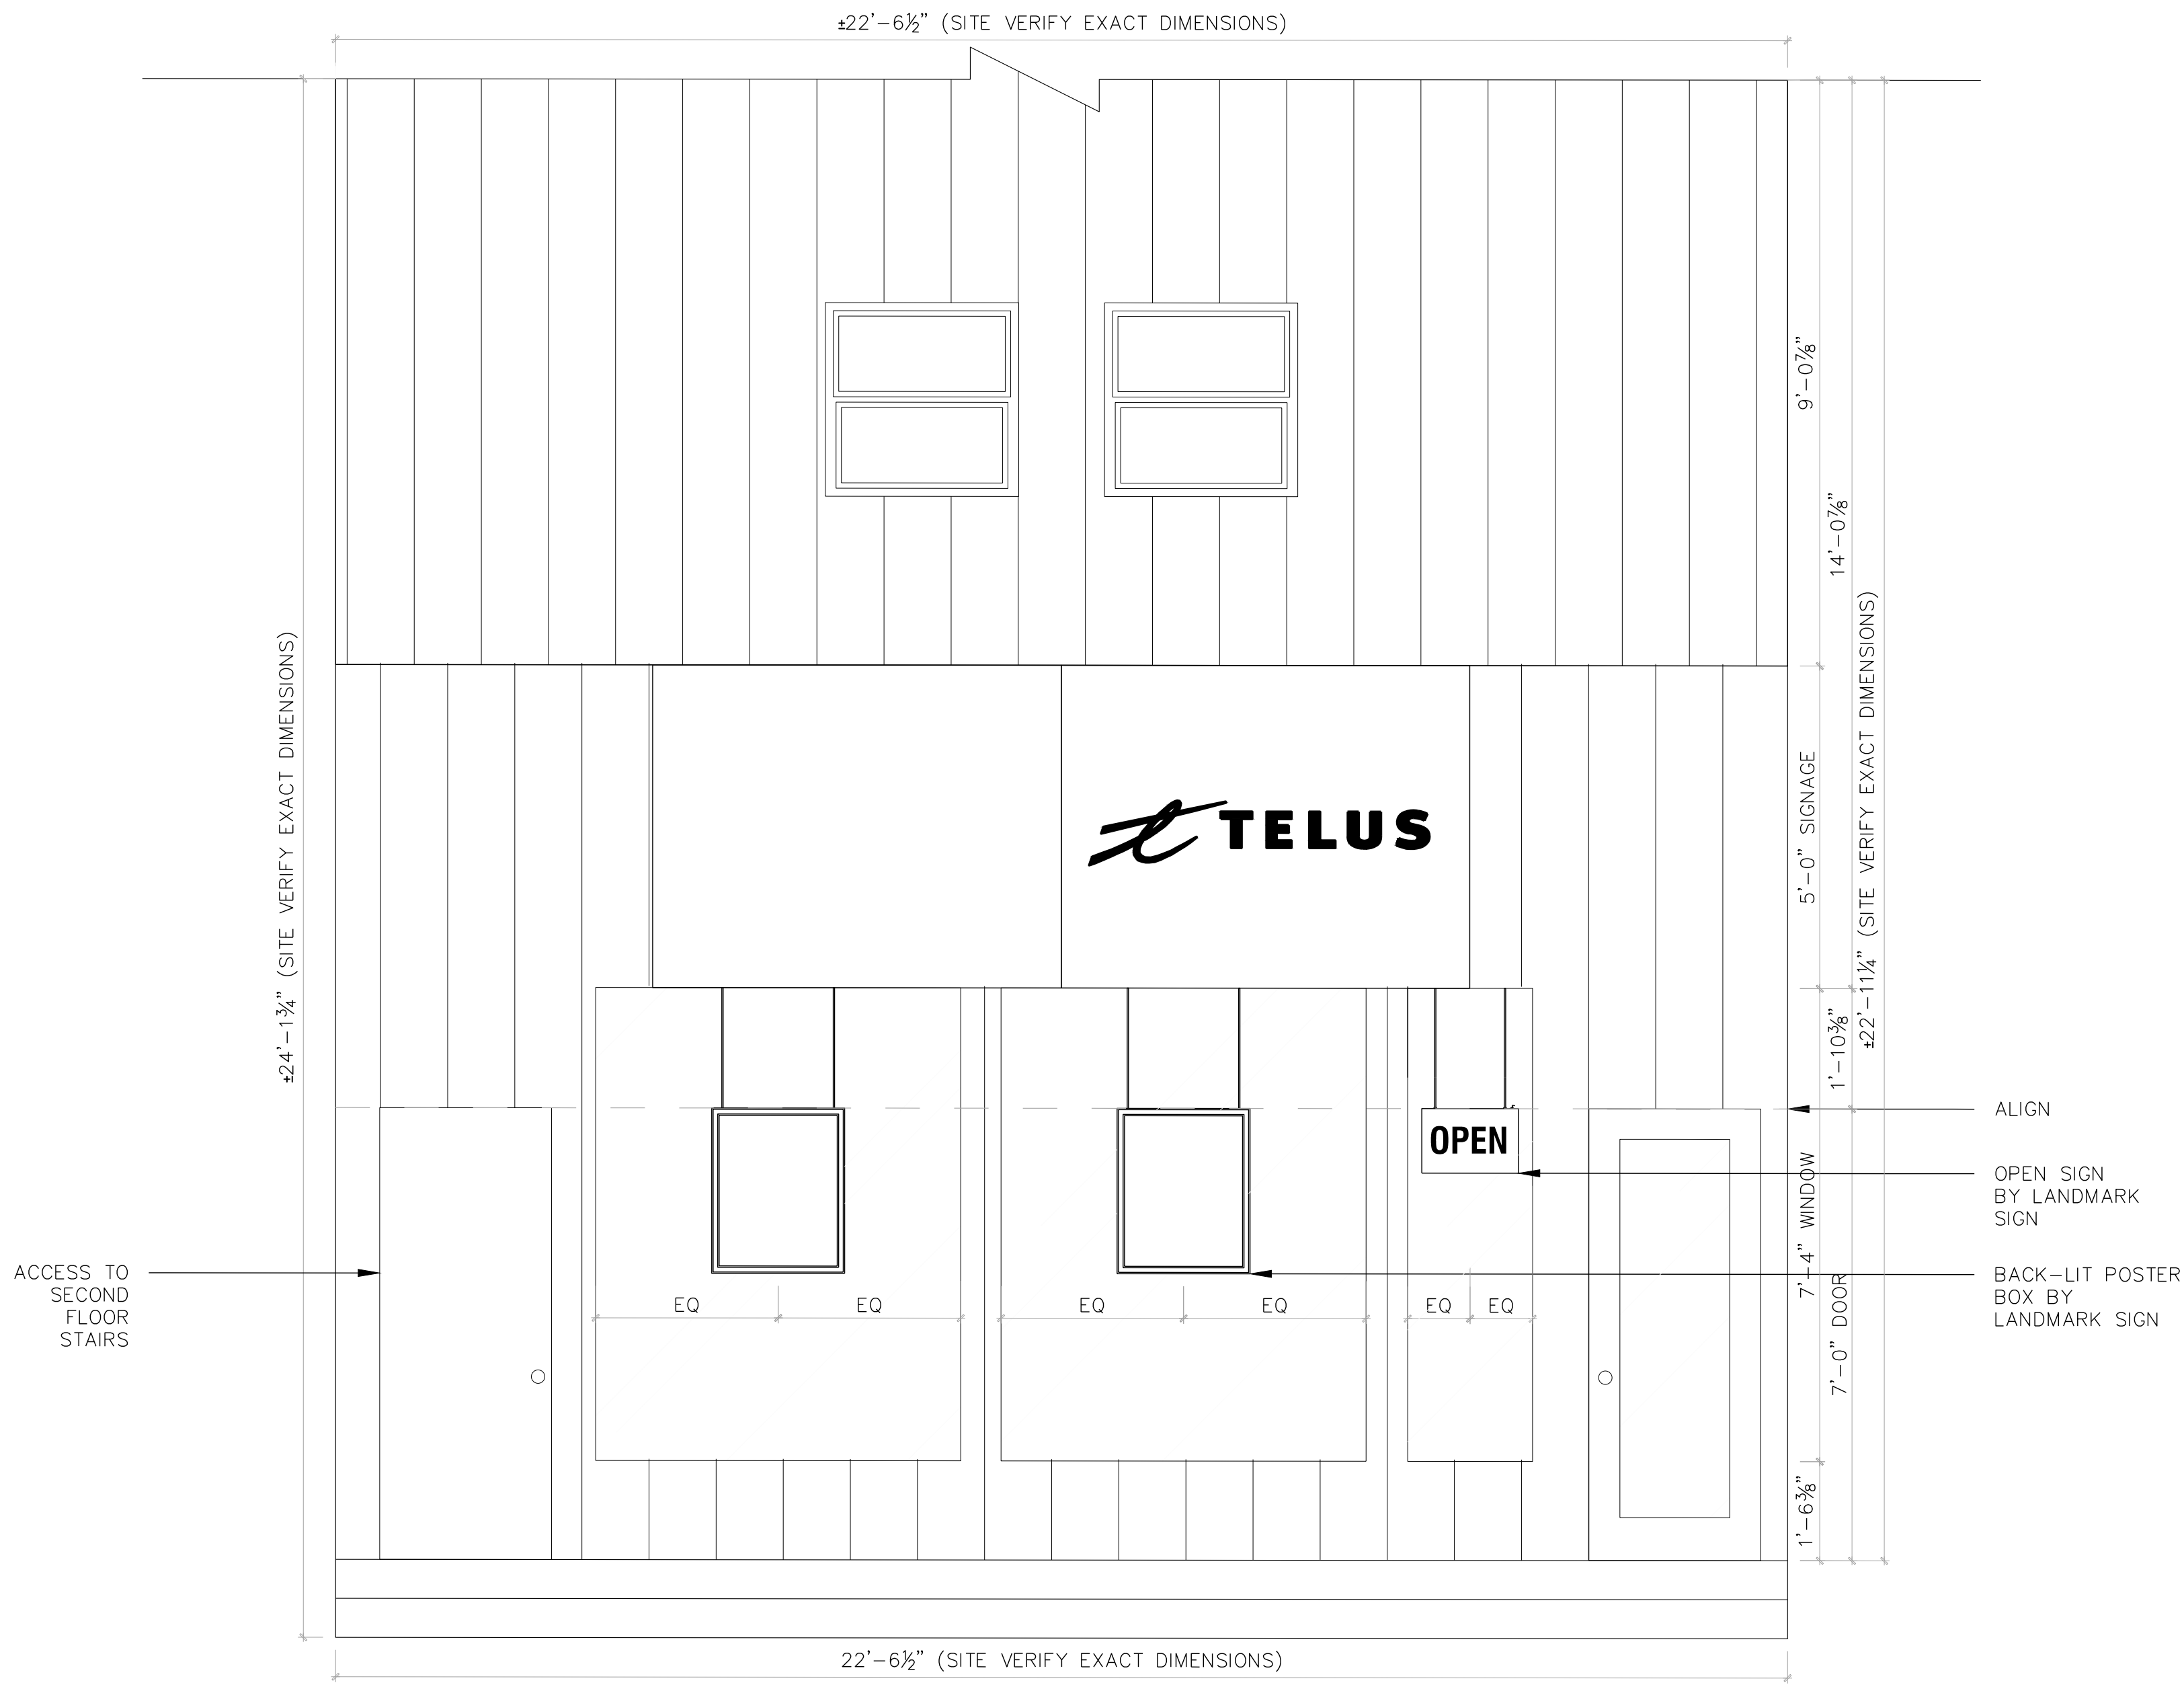 ±22'-6½" (SITE VERIFY EXACT DIMENSIONS)
9'-0⅞"
14'-0⅞"
±24'-1¾" (SITE VERIFY EXACT DIMENSIONS)
±22'-11¼" (SITE VERIFY EXACT DIMENSIONS)
5'-0" SIGNAGE
TELUS
1'-10⅜"
ALIGN
OPEN
OPEN SIGN
BY LANDMARK
SIGN
7'-4" WINDOW
7'-0" DOOR
ACCESS TO
SECOND
FLOOR
STAIRS
BACK-LIT POSTER
BOX BY
LANDMARK SIGN
EQ EQ EQ EQ EQ EQ
1'-6⅜"
22'-6½" (SITE VERIFY EXACT DIMENSIONS)